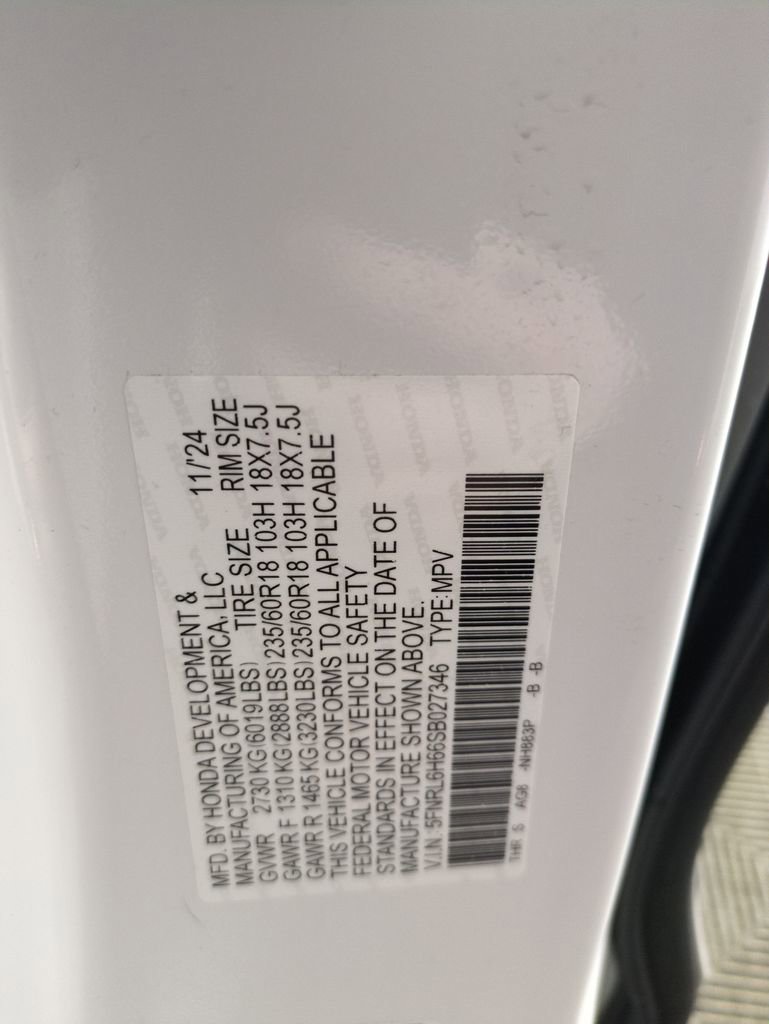 MFD. BY HONDA DEVELOPMENT &
MANUFACTURING OF AMERICA, LLC 11/'24
TIRE SIZE RIM SIZE
GVWR 2730 KG(6019LBS)
GAWR F 1310 KG(2888LBS)235/60R18 103H 18X7.5J
GAWR R 1465 KG(3230LBS)235/60R18 103H 18X7.5J
THIS VEHICLE CONFORMS TO ALL APPLICABLE
FEDERAL MOTOR VEHICLE SAFETY
STANDARDS IN EFFECT ON THE DATE OF
MANUFACTURE SHOWN ABOVE.
V.I.N.: 5FNRL6H66SB027346 TYPE:MPV
THR S AG6 -NH883P -B -B